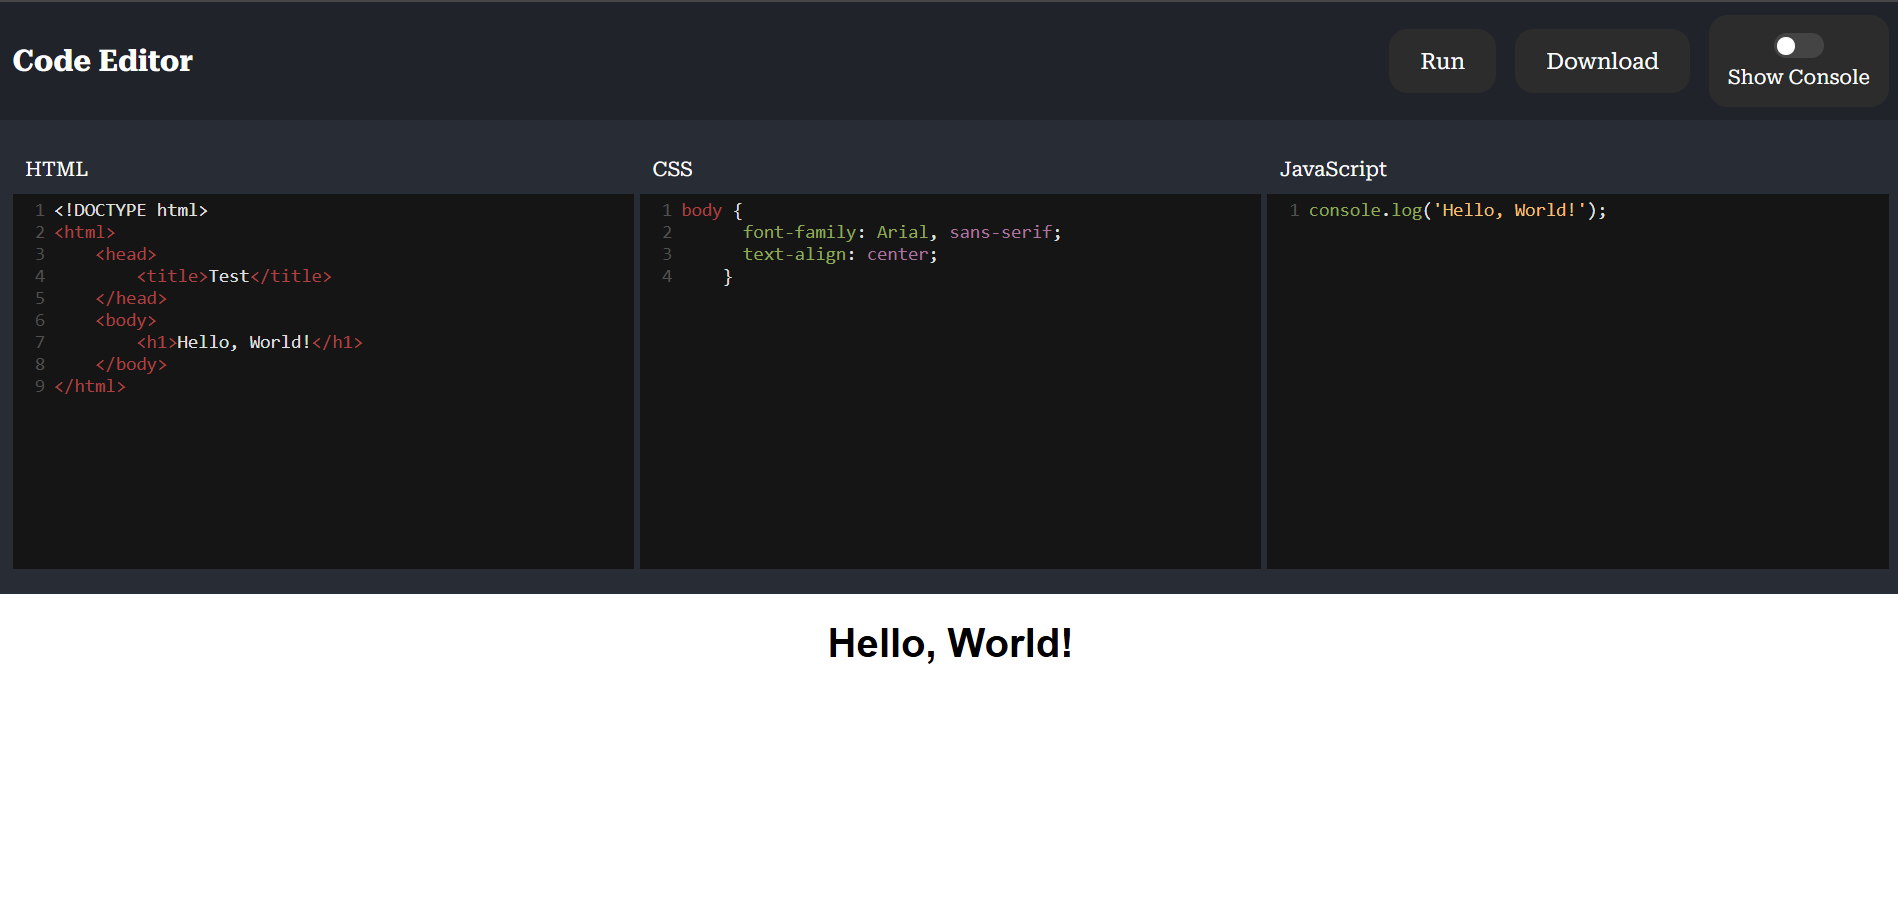 Code Editor
Run
Download
Show Console
HTML
1 <!DOCTYPE html>
2 <html>
3     <head>
4         <title>Test</title>
5     </head>
6     <body>
7         <h1>Hello, World!</h1>
8     </body>
9 </html>
CSS
1 body {
2       font-family: Arial, sans-serif;
3       text-align: center;
4     }
JavaScript
1 console.log('Hello, World!');
Hello, World!